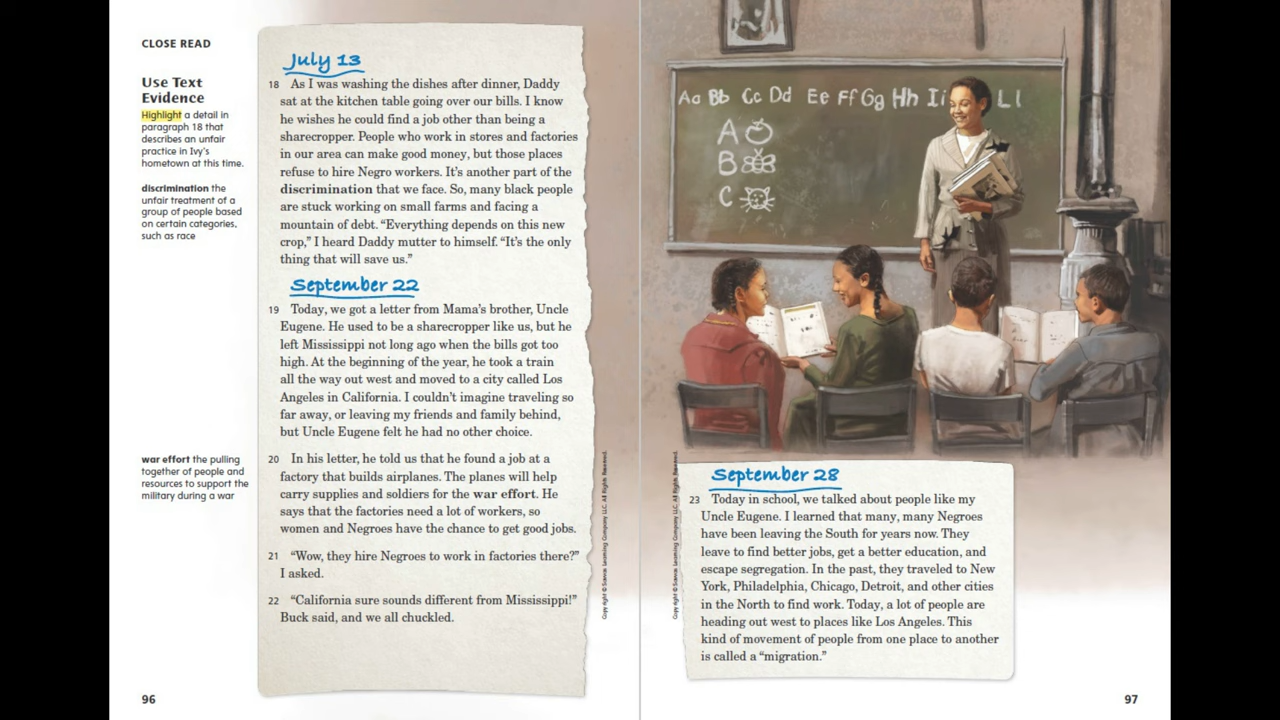 CLOSE READ
Use Text
Evidence
Highlight a detail in
paragraph 18 that
describes an unfair
practice in Ivy's
hometown at this time.
discrimination the
unfair treatment of a
group of people based
on certain categories,
such as race
war effort the pulling
together of people and
resources to support the
military during a war
July 13
18 As I was washing the dishes after dinner, Daddy
sat at the kitchen table going over our bills. I know
he wishes he could find a job other than being a
sharecropper. People who work in stores and factories
in our area can make good money, but those places
refuse to hire Negro workers. It's another part of the
discrimination that we face. So, many black people
are stuck working on small farms and facing a
mountain of debt. “Everything depends on this new
crop,” I heard Daddy mutter to himself. “It's the only
thing that will save us.”
September 22
19 Today, we got a letter from Mama's brother, Uncle
Eugene. He used to be a sharecropper like us, but he
left Mississippi not long ago when the bills got too
high. At the beginning of the year, he took a train
all the way out west and moved to a city called Los
Angeles in California. I couldn't imagine traveling so
far away, or leaving my friends and family behind,
but Uncle Eugene felt he had no other choice.
20 In his letter, he told us that he found a job at a
factory that builds airplanes. The planes will help
carry supplies and soldiers for the war effort. He
says that the factories need a lot of workers, so
women and Negroes have the chance to get good jobs.
21 “Wow, they hire Negroes to work in factories there?”
I asked.
22 “California sure sounds different from Mississippi!”
Buck said, and we all chuckled.
Copyright © Savvas Learning Company LLC. All Rights Reserved.
96
Aa Bb Cc Dd Ee Ff Gg Hh Ii Ll
A
B
C
Copyright © Savvas Learning Company LLC. All Rights Reserved.
September 28
23 Today in school, we talked about people like my
Uncle Eugene. I learned that many, many Negroes
have been leaving the South for years now. They
leave to find better jobs, get a better education, and
escape segregation. In the past, they traveled to New
York, Philadelphia, Chicago, Detroit, and other cities
in the North to find work. Today, a lot of people are
heading out west to places like Los Angeles. This
kind of movement of people from one place to another
is called a “migration.”
97